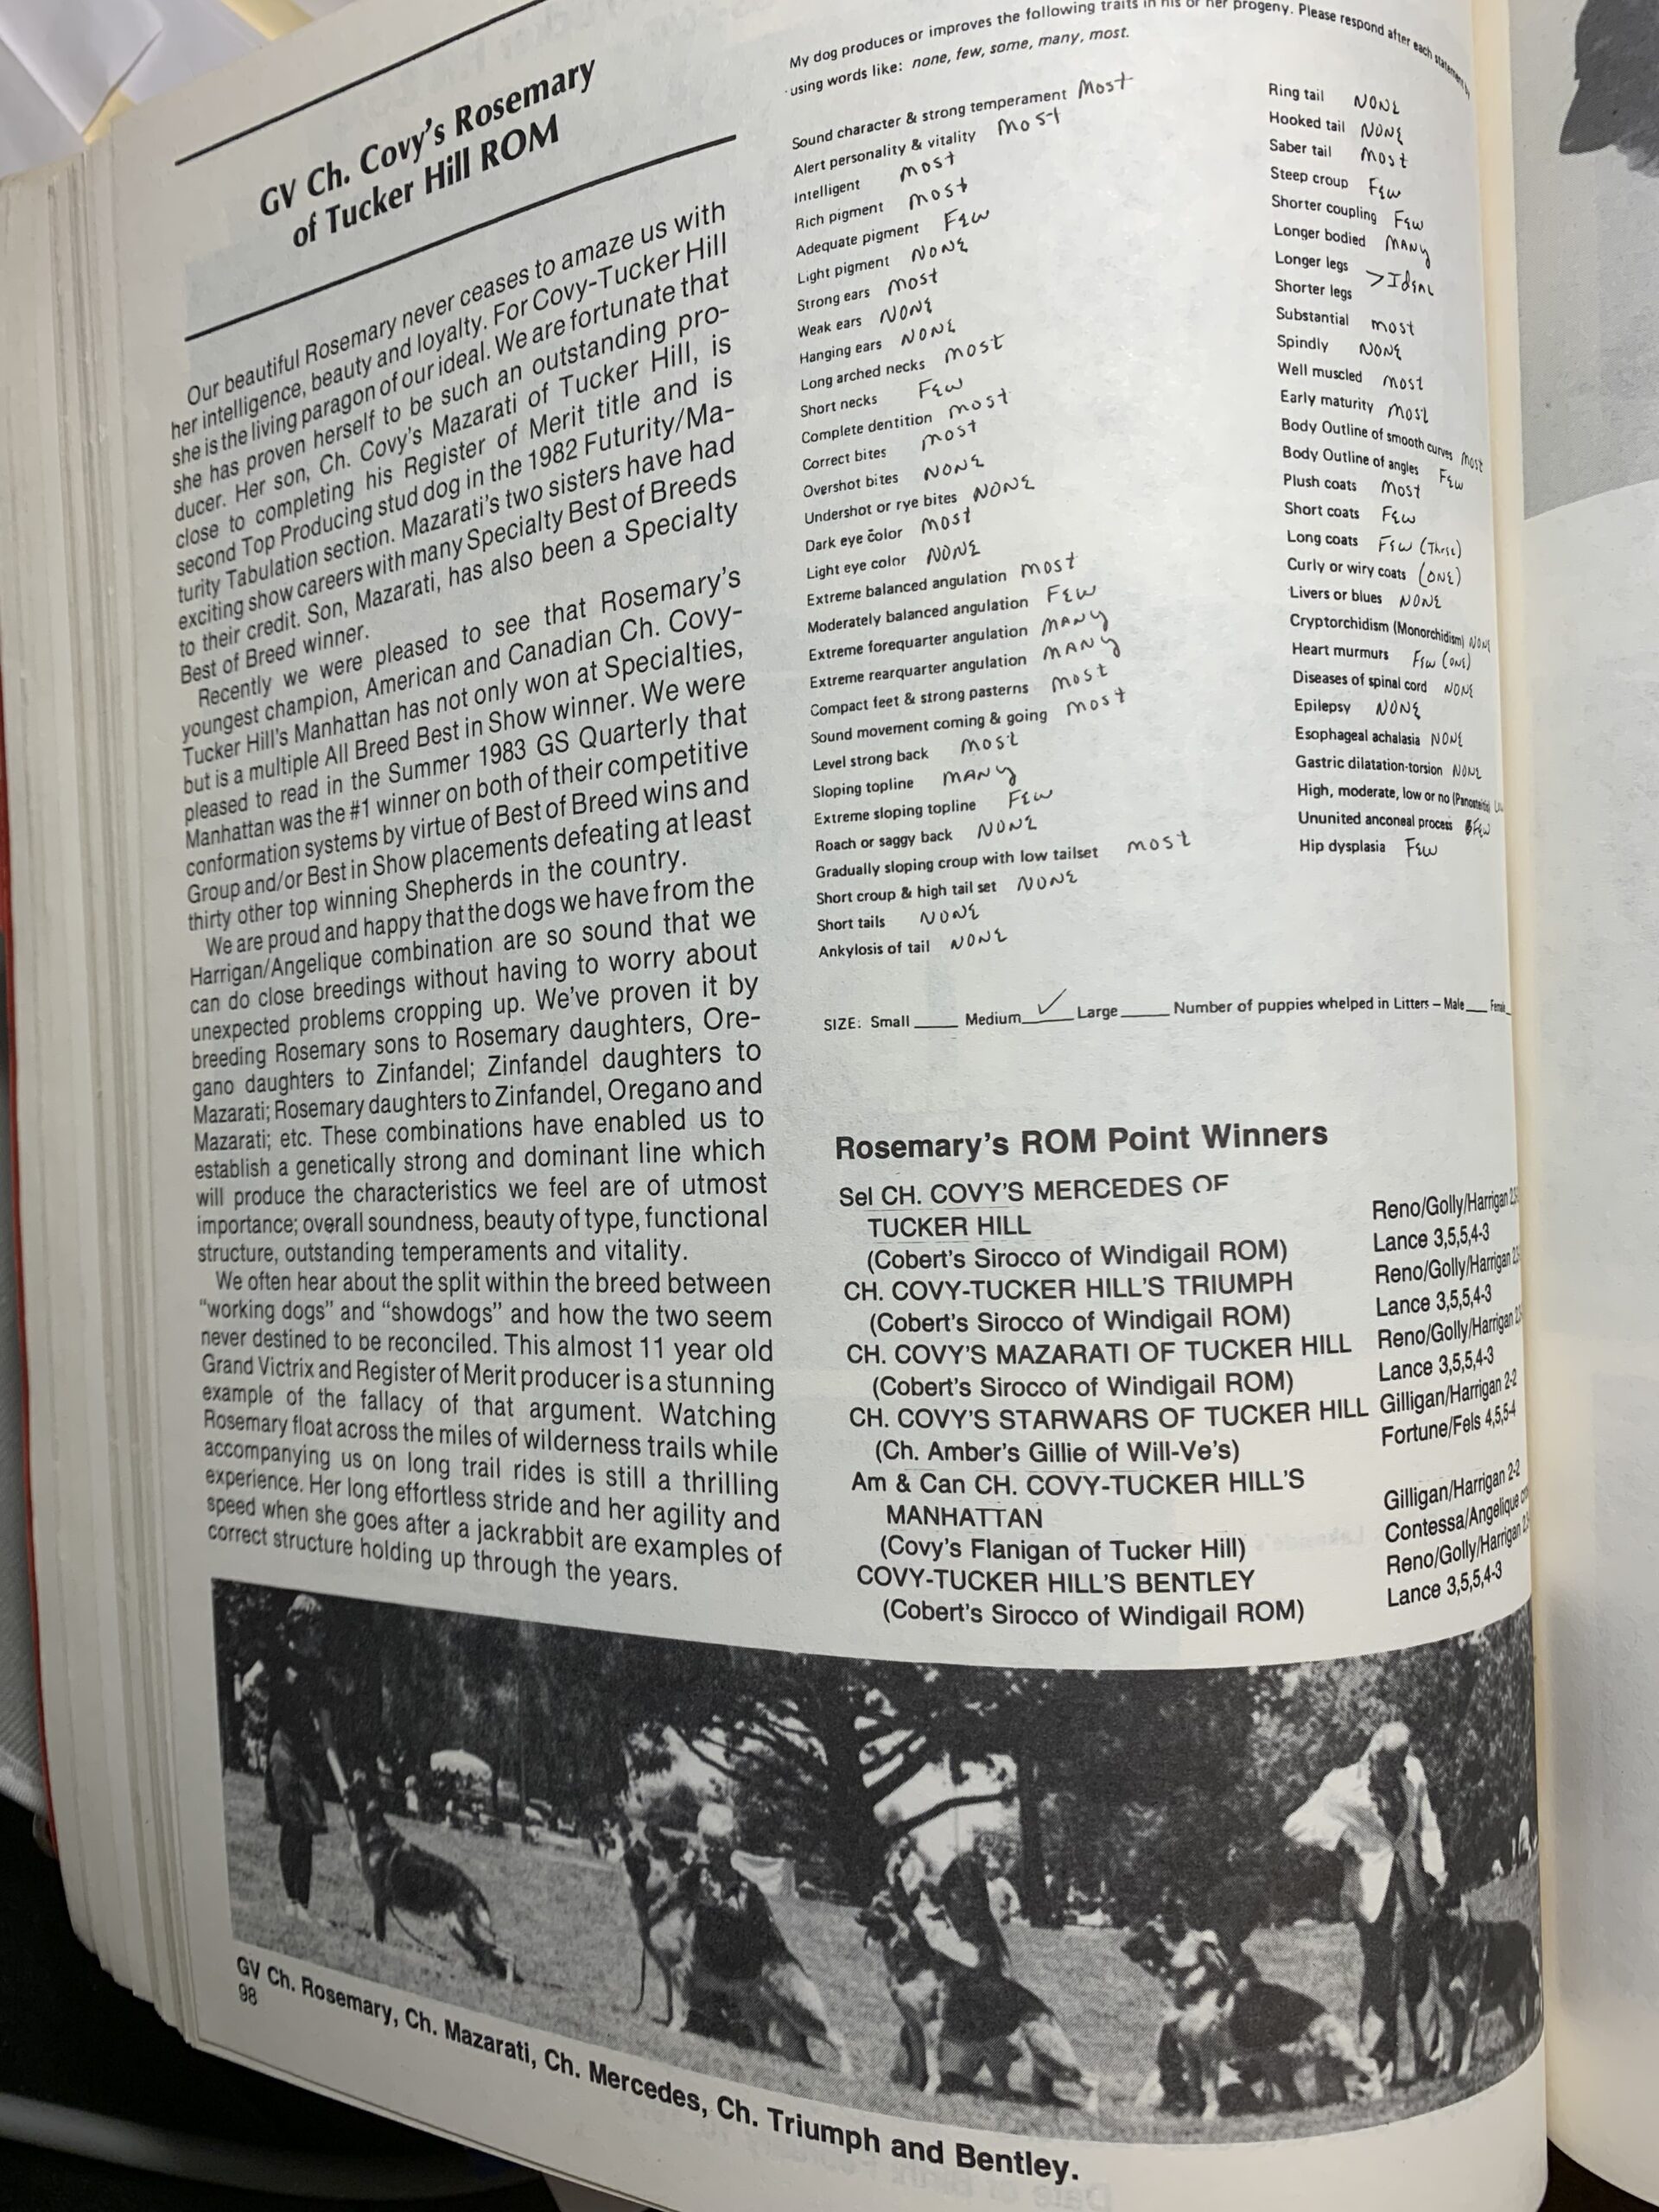 GV Ch. Covy's Rosemary
of Tucker Hill ROM
Our beautiful Rosemary never ceases to amaze us with
her intelligence, beauty and loyalty. For Covy-Tucker Hill
she is the living paragon of our ideal. We are fortunate that
she has proven herself to be such an outstanding pro-
ducer. Her son, Ch. Covy's Mazarati of Tucker Hill, is
close to completing his Register of Merit title and is
second Top Producing stud dog in the 1982 Futurity/Ma-
turity Tabulation section. Mazarati's two sisters have had
exciting show careers with many Specialty Best of Breeds
to their credit. Son, Mazarati, has also been a Specialty
Best of Breed winner.
Recently we were pleased to see that Rosemary's
youngest champion, American and Canadian Ch. Covy-
Tucker Hill's Manhattan has not only won at Specialties,
but is a multiple All Breed Best in Show winner. We were
pleased to read in the Summer 1983 GS Quarterly that
Manhattan was the #1 winner on both of their competitive
conformation systems by virtue of Best of Breed wins and
Group and/or Best in Show placements defeating at least
thirty other top winning Shepherds in the country.
We are proud and happy that the dogs we have from the
Harrigan/Angelique combination are so sound that we
can do close breedings without having to worry about
unexpected problems cropping up. We've proven it by
breeding Rosemary sons to Rosemary daughters, Ore-
gano daughters to Zinfandel; Zinfandel daughters to
Mazarati; Rosemary daughters to Zinfandel, Oregano and
Mazarati; etc. These combinations have enabled us to
establish a genetically strong and dominant line which
will produce the characteristics we feel are of utmost
importance; overall soundness, beauty of type, functional
structure, outstanding temperaments and vitality.
We often hear about the split within the breed between
"working dogs" and "showdogs" and how the two seem
never destined to be reconciled. This almost 11 year old
Grand Victrix and Register of Merit producer is a stunning
example of the fallacy of that argument. Watching
Rosemary float across the miles of wilderness trails while
accompanying us on long trail rides is still a thrilling
experience. Her long effortless stride and her agility and
speed when she goes after a jackrabbit are examples of
correct structure holding up through the years.
My dog produces or improves the following traits in his or her progeny. Please respond after each statement by
using words like: none, few, some, many, most.
Sound character & strong temperament Most
Alert personality & vitality most
Intelligent most
Rich pigment most
Adequate pigment Few
Light pigment NONE
Strong ears most
Weak ears NONE
Hanging ears NONE
Long arched necks most
Short necks Few
Complete dentition most
Correct bites most
Overshot bites NONE
Undershot or rye bites NONE
Dark eye color most
Light eye color NONE
Extreme balanced angulation most
Moderately balanced angulation Few
Extreme forequarter angulation MANY
Extreme rearquarter angulation MANY
Compact feet & strong pasterns most
Sound movement coming & going most
Level strong back most
Sloping topline MANY
Extreme sloping topline Few
Roach or saggy back NONE
Gradually sloping croup with low tailset most
Short croup & high tail set NONE
Short tails NONE
Ankylosis of tail NONE
Ring tail NONE
Hooked tail NONE
Saber tail most
Steep croup Few
Shorter coupling Few
Longer bodied MANY
Longer legs
> Ideal
Shorter legs
Substantial most
Spindly NONE
Well muscled most
Early maturity most
Body Outline of smooth curves most
Body Outline of angles Few
Plush coats most
Short coats Few
Long coats Few (Three)
Curly or wiry coats (ONE)
Livers or blues NONE
Cryptorchidism (Monorchidism) NONE
Heart murmurs Few (one)
Diseases of spinal cord NONE
Epilepsy NONE
Esophageal achalasia NONE
Gastric dilatation-torsion NONE
High, moderate, low or no (Panosteitis)
Ununited anconeal process Few
Hip dysplasia Few
SIZE: Small ____ Medium ✓ Large ____ Number of puppies whelped in Litters – Male ___ Female
Rosemary's ROM Point Winners
Sel CH. COVY'S MERCEDES OF
TUCKER HILL Reno/Golly/Harrigan
(Cobert's Sirocco of Windigail ROM) Lance 3,5,5,4-3
CH. COVY-TUCKER HILL'S TRIUMPH Reno/Golly/Harrigan
(Cobert's Sirocco of Windigail ROM) Lance 3,5,5,4-3
CH. COVY'S MAZARATI OF TUCKER HILL Reno/Golly/Harrigan
(Cobert's Sirocco of Windigail ROM) Lance 3,5,5,4-3
CH. COVY'S STARWARS OF TUCKER HILL Gilligan/Harrigan 2-2
(Ch. Amber's Gillie of Will-Ve's) Fortune/Fels 4,5,5-4
Am & Can CH. COVY-TUCKER HILL'S
MANHATTAN Gilligan/Harrigan 2-2
(Covy's Flanigan of Tucker Hill) Contessa/Angelique
COVY-TUCKER HILL'S BENTLEY Reno/Golly/Harrigan
(Cobert's Sirocco of Windigail ROM) Lance 3,5,5,4-3
GV Ch. Rosemary, Ch. Mazarati, Ch. Mercedes, Ch. Triumph and Bentley.
98